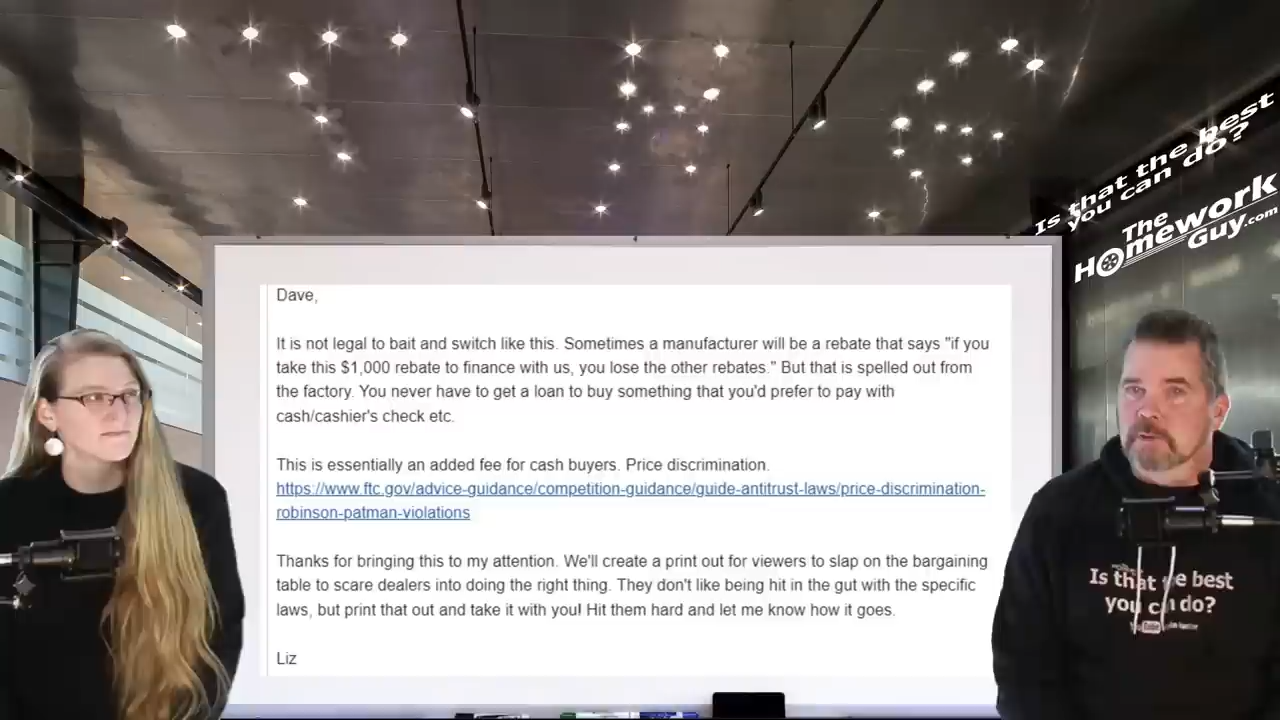 Is that the best
you can do?
The
Homework
Guy.com
Dave,
It is not legal to bait and switch like this. Sometimes a manufacturer will be a rebate that says "if you
take this $1,000 rebate to finance with us, you lose the other rebates." But that is spelled out from
the factory. You never have to get a loan to buy something that you'd prefer to pay with
cash/cashier's check etc.
This is essentially an added fee for cash buyers. Price discrimination.
https://www.ftc.gov/advice-guidance/competition-guidance/guide-antitrust-laws/price-discrimination-
robinson-patman-violations
Thanks for bringing this to my attention. We'll create a print out for viewers to slap on the bargaining
table to scare dealers into doing the right thing. They don't like being hit in the gut with the specific
laws, but print that out and take it with you! Hit them hard and let me know how it goes.
Liz
Is that the best
you can do?